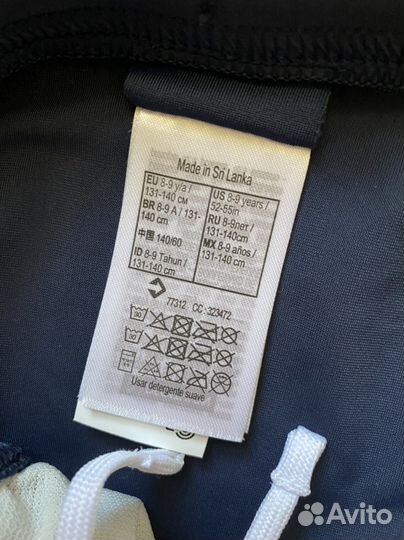 Made in Sri Lanka
EU 8-9 y/a /
131-140 см
BR 8-9 A / 131-
140 cm
中国 140/60
ID 8-9 Tahun /
131-140 cm
US 8-9 years /
52-55in
RU 8-9лет /
131-140cm
MX 8-9 años /
131-140 cm
77312 CC: 323472
Usar detergente suave
Avito